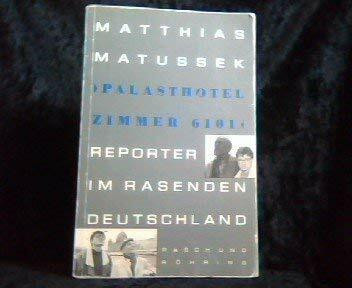 MATTHIAS
MATUSSEK
›PALASTHOTEL
ZIMMER 6101‹
REPORTER
IM RASENDEN
DEUTSCHLAND
RASCH UND
RÖHRING